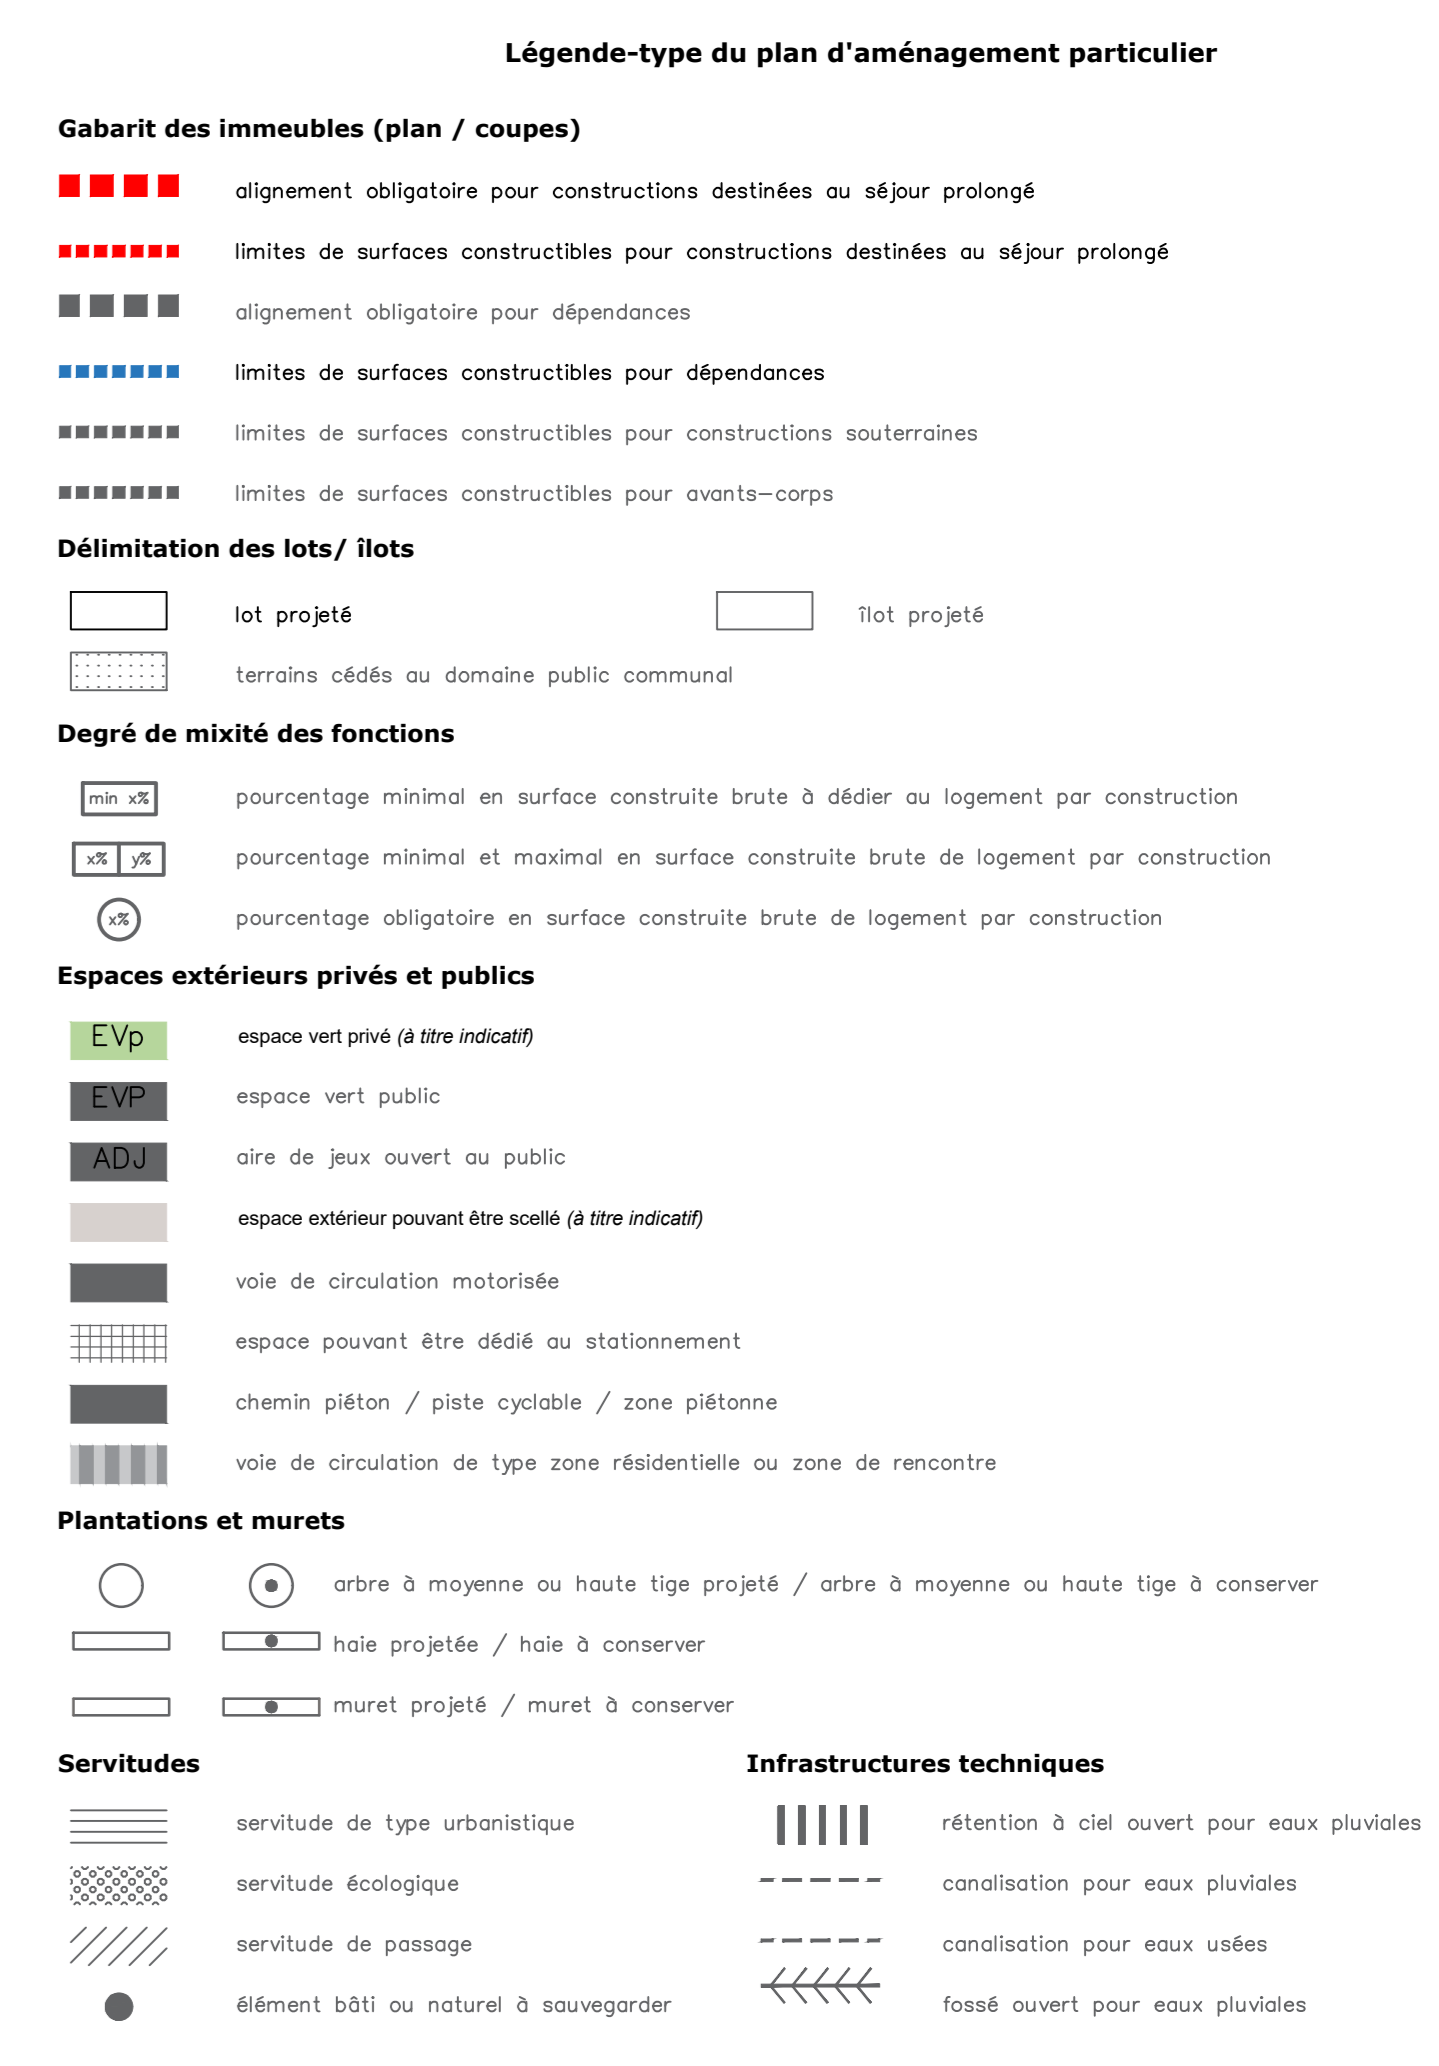 Légende-type du plan d'aménagement particulier
Gabarit des immeubles (plan / coupes)
alignement obligatoire pour constructions destinées au séjour prolongé
limites de surfaces constructibles pour constructions destinées au séjour prolongé
alignement obligatoire pour dépendances
limites de surfaces constructibles pour dépendances
limites de surfaces constructibles pour constructions souterraines
limites de surfaces constructibles pour avants-corps
Délimitation des lots/ îlots
lot projeté îlot projeté
terrains cédés au domaine public communal
Degré de mixité des fonctions
min x% pourcentage minimal en surface construite brute à dédier au logement par construction
x% y% pourcentage minimal et maximal en surface construite brute de logement par construction
x% pourcentage obligatoire en surface construite brute de logement par construction
Espaces extérieurs privés et publics
EVp espace vert privé (à titre indicatif)
EVP espace vert public
ADJ aire de jeux ouvert au public
espace extérieur pouvant être scellé (à titre indicatif)
voie de circulation motorisée
espace pouvant être dédié au stationnement
chemin piéton / piste cyclable / zone piétonne
voie de circulation de type zone résidentielle ou zone de rencontre
Plantations et murets
arbre à moyenne ou haute tige projeté / arbre à moyenne ou haute tige à conserver
haie projetée / haie à conserver
muret projeté / muret à conserver
Servitudes
servitude de type urbanistique
servitude écologique
servitude de passage
élément bâti ou naturel à sauvegarder
Infrastructures techniques
rétention à ciel ouvert pour eaux pluviales
canalisation pour eaux pluviales
canalisation pour eaux usées
fossé ouvert pour eaux pluviales